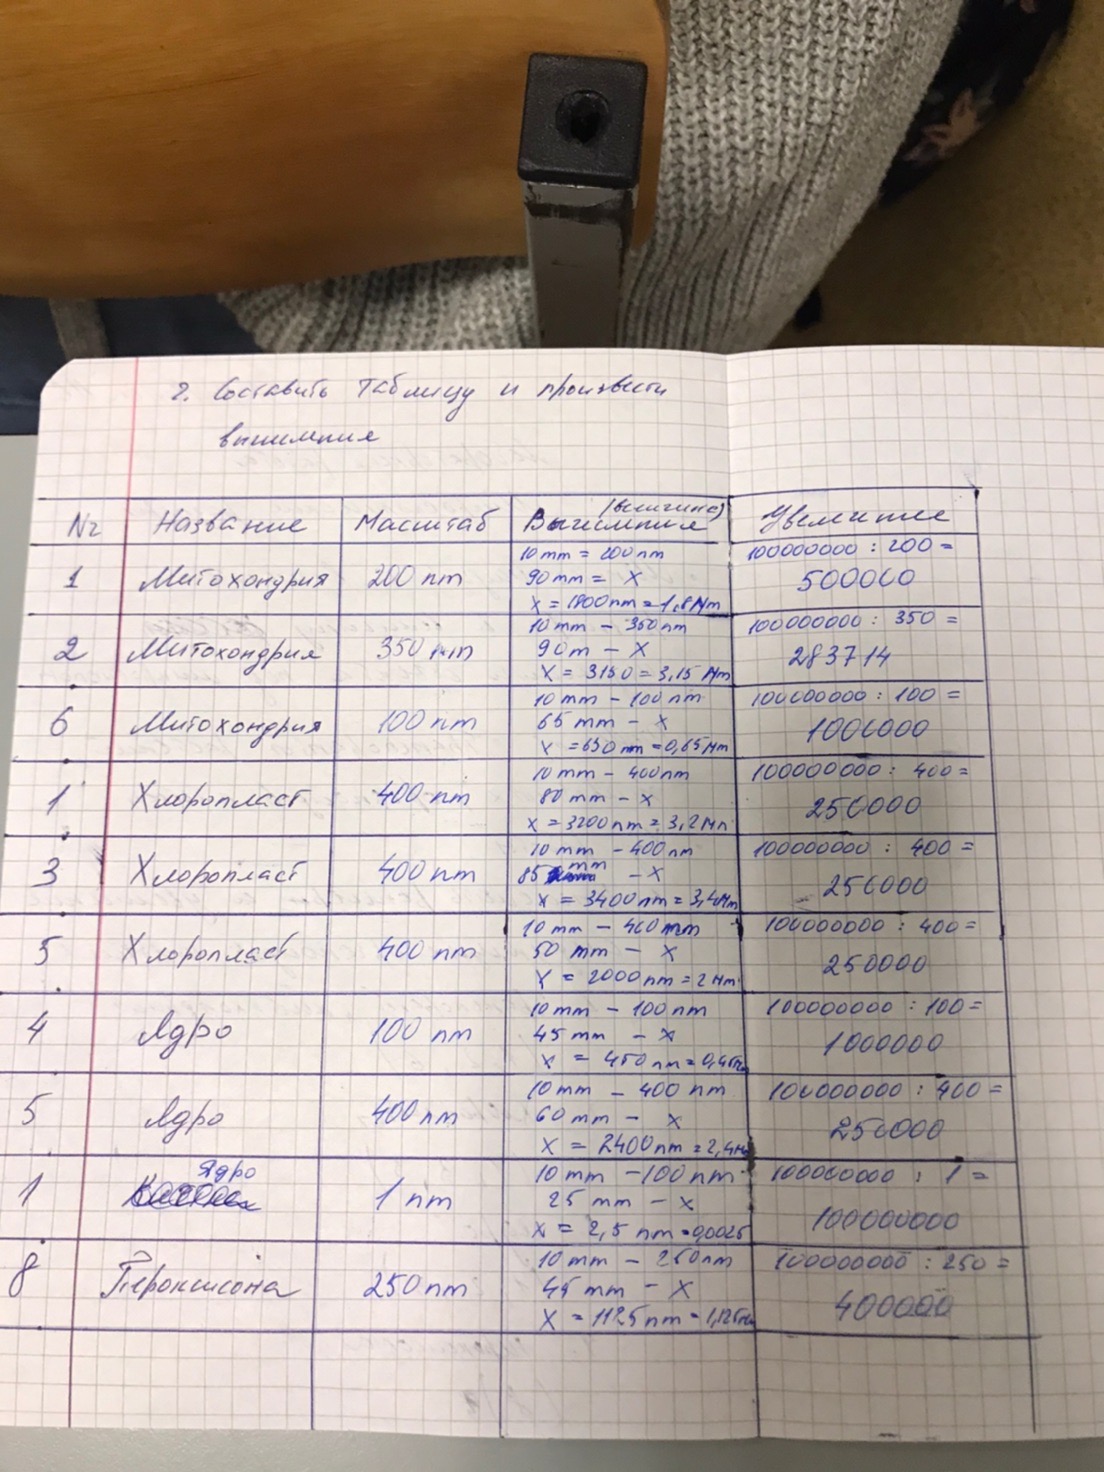 2. Составить таблицу и произвести
вычисления
Nr Название Масштаб Вычисления (величина) Увеличение
1 Митохондрия 200 nm
10 mm = 200 nm
90 mm = x
x = 1800 nm = 1,8 Mm
100000000 : 200 =
500000
2 Митохондрия 350 nm
10 mm – 350 nm
90 m – x
x = 3150 = 3,15 Mm
100000000 : 350 =
283714
6 Митохондрия 100 nm
10 mm – 100 nm
65 mm – x
x = 650 nm = 0,65 Mm
100000000 : 100 =
1000000
1 Хлоропласт 400 nm
10 mm – 400 nm
80 mm – x
x = 3200 nm = 3,2 Mm
100000000 : 400 =
250000
3 Хлоропласт 400 nm
10 mm – 400 nm
85 mm – x
x = 3400 nm = 3,4 Mm
100000000 : 400 =
250000
5 Хлоропласт 400 nm
10 mm – 400 nm
50 mm – x
x = 2000 nm = 2 Mm
100000000 : 400 =
250000
4 Ядро 100 nm
10 mm – 100 nm
45 mm – x
x = 450 nm = 0,45
100000000 : 100 =
1000000
5 Ядро 400 nm
10 mm – 400 nm
60 mm – x
x = 2400 nm = 2,4
100000000 : 400 =
250000
1 Ядро 1 nm
10 mm – 100 nm
25 mm – x
x = 2,5 nm = 0,0025
100000000 : 1 =
100000000
8 Пероксисома 250 nm
10 mm – 250 nm
45 mm – x
x = 1125 nm = 1,125
100000000 : 250 =
400000